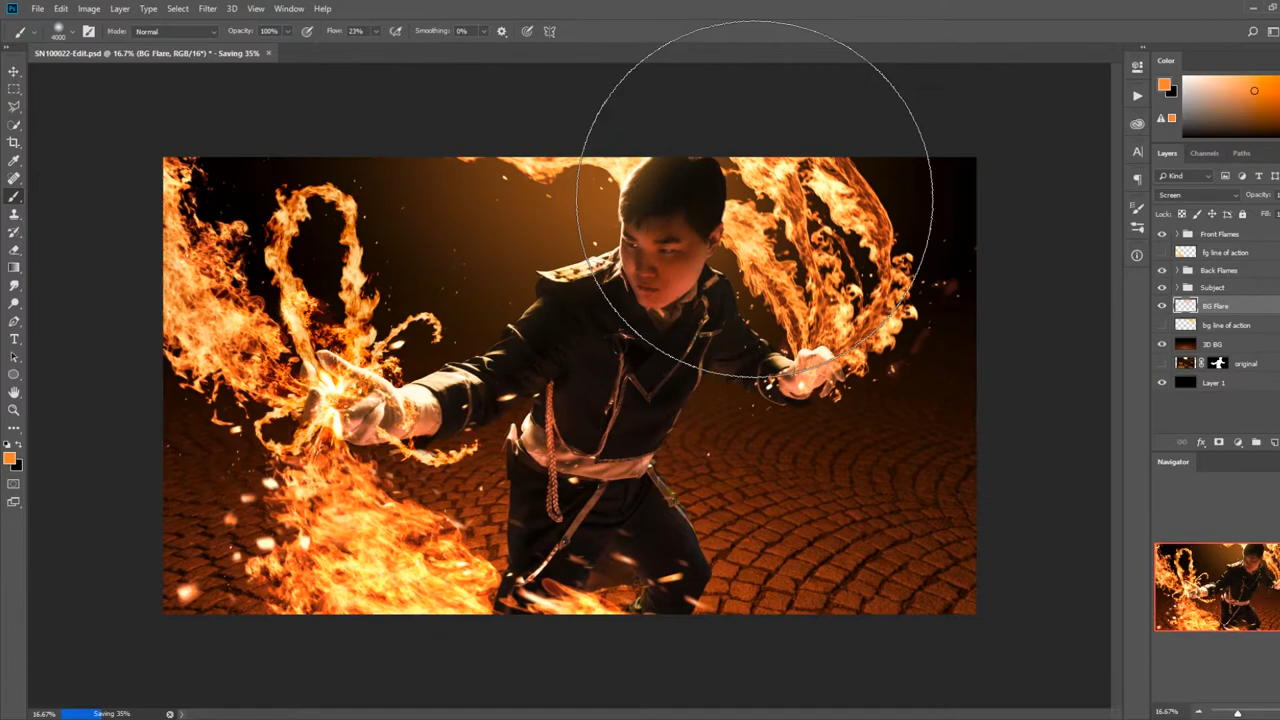 Ps File Edit Image Layer Type Select Filter 3D View Window Help
4000 Mode: Normal Opacity: 100% Flow: 23% Smoothing: 0%
SN100022-Edit.psd @ 16.7% (BG Flare, RGB/16*) * - Saving 35% ×
Color
Layers Channels Paths
Kind
Screen Opacity:
Lock: Fill:
Front Flames
fg line of action
Back Flames
Subject
BG Flare
bg line of action
3D BG
original
Layer 1
fx
Navigator
16.67% Saving 35%
16.67%